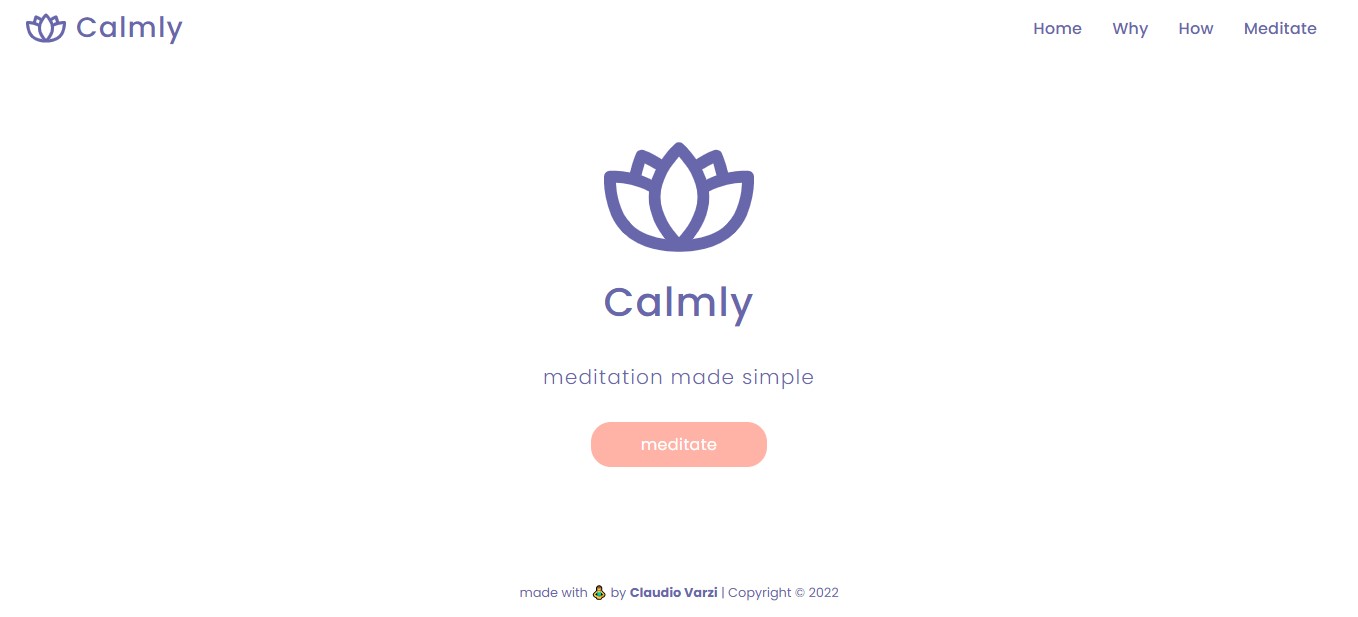 Calmly
Home Why How Meditate
Calmly
meditation made simple
meditate
made with by Claudio Varzi | Copyright © 2022